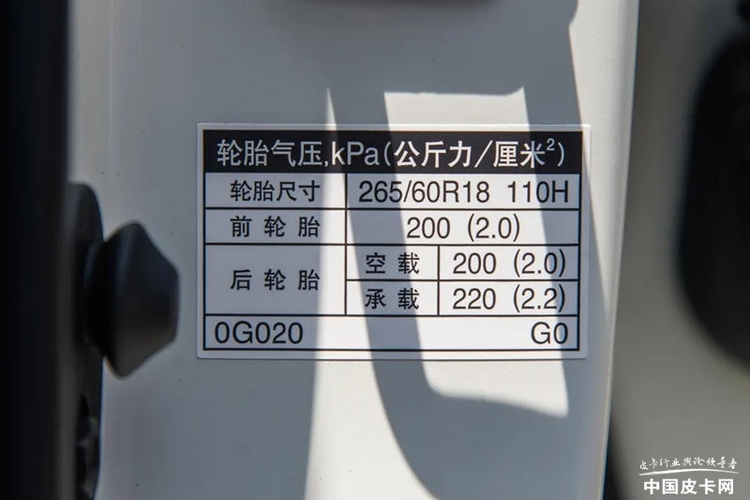 轮胎气压,kPa(公斤力/厘米²)
轮胎尺寸 265/60R18 110H
前轮胎 200 (2.0)
后轮胎 空载 200 (2.0)
承载 220 (2.2)
0G020 G0
皮卡行业舆论领导者
中国皮卡网